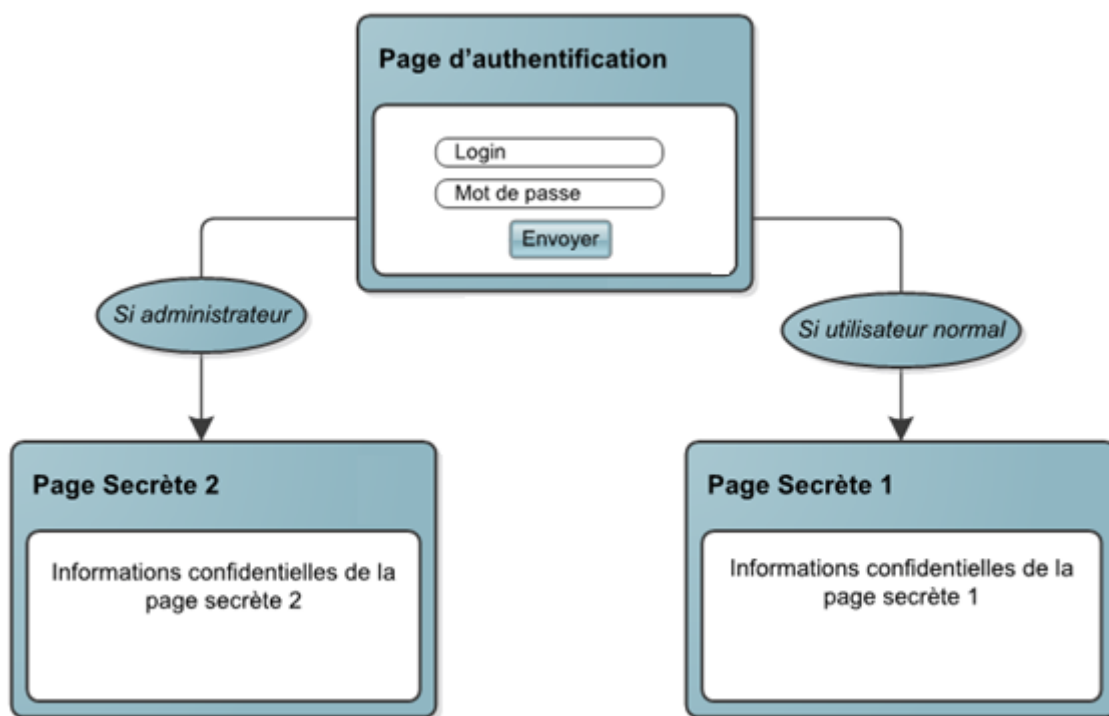 Page d’authentification
Login
Mot de passe
Envoyer
Si administrateur
Si utilisateur normal
Page Secrète 2
Informations confidentielles de la
page secrète 2
Page Secrète 1
Informations confidentielles de la
page secrète 1